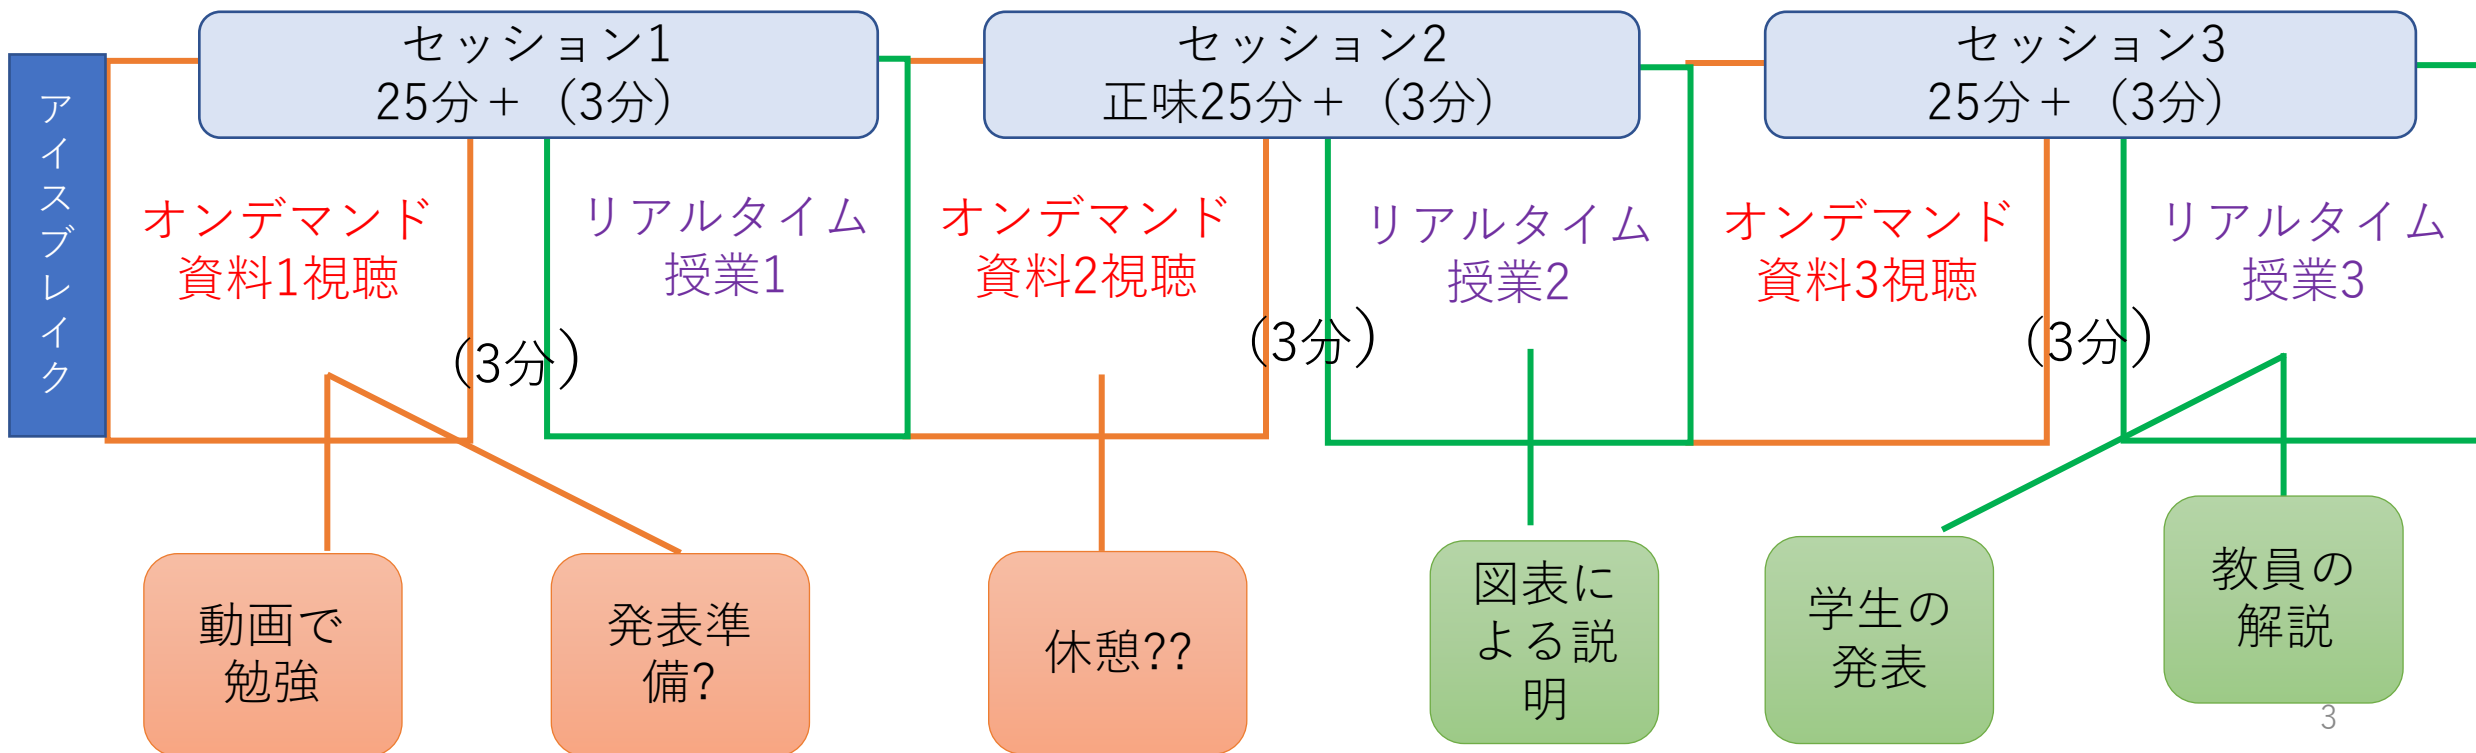 セッション1
25分＋（3分）
セッション2
正味25分＋（3分）
セッション3
25分＋（3分）
アイスブレイク
オンデマンド
資料1視聴
（3分）
リアルタイム
授業1
オンデマンド
資料2視聴
（3分）
リアルタイム
授業2
オンデマンド
資料3視聴
（3分）
リアルタイム
授業3
動画で
勉強
発表準
備?
休憩??
図表に
よる説
明
学生の
発表
教員の
解説
3